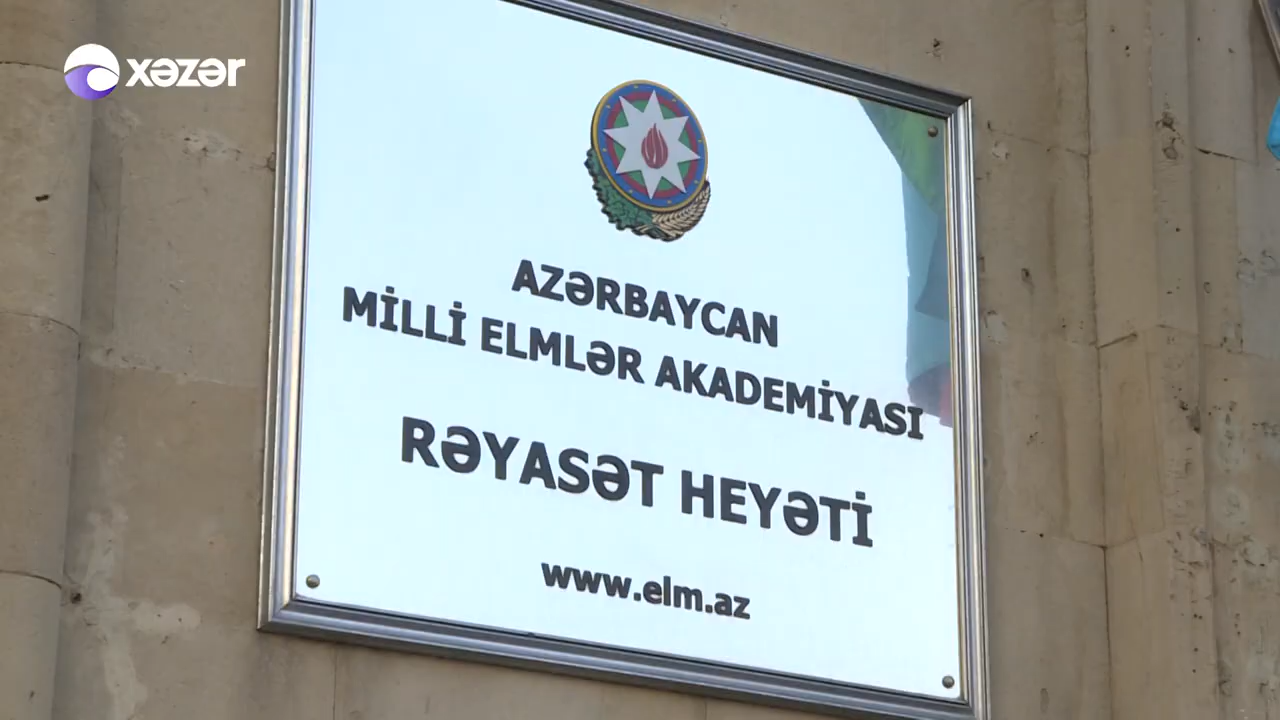 xəzər
AZƏRBAYCAN
MİLLİ ELMLƏR AKADEMİYASI
RƏYASƏT HEYƏTİ
www.elm.az